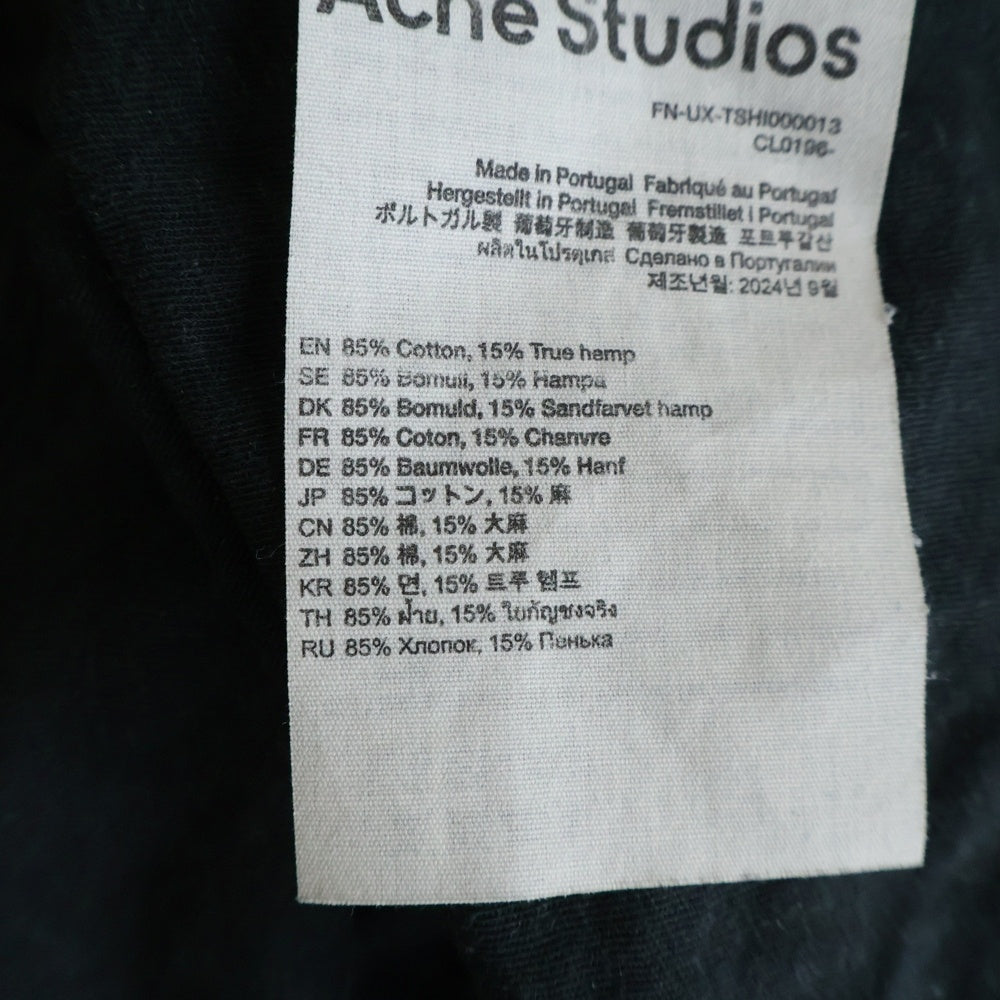 Acne Studios
FN-UX-TSHI000013
CL0196-
Made in Portugal Fabriqué au Portugal
Hergestellt in Portugal Fremstillet i Portugal
ポルトガル製 葡萄牙制造 葡萄牙製造 포르투갈산
ผลิตในโปรตุเกส Сделано в Португалии
제조년월: 2024년 9월
EN 85% Cotton, 15% True hemp
SE 85% Bomull, 15% Hampa
DK 85% Bomuld, 15% Sandfarvet hamp
FR 85% Coton, 15% Chanvre
DE 85% Baumwolle, 15% Hanf
JP 85% コットン, 15% 麻
CN 85% 棉, 15% 大麻
ZH 85% 棉, 15% 大麻
KR 85% 면, 15% 트루 헴프
TH 85% ฝ้าย, 15% ใยกัญชงจริง
RU 85% Хлопок, 15% Пенька